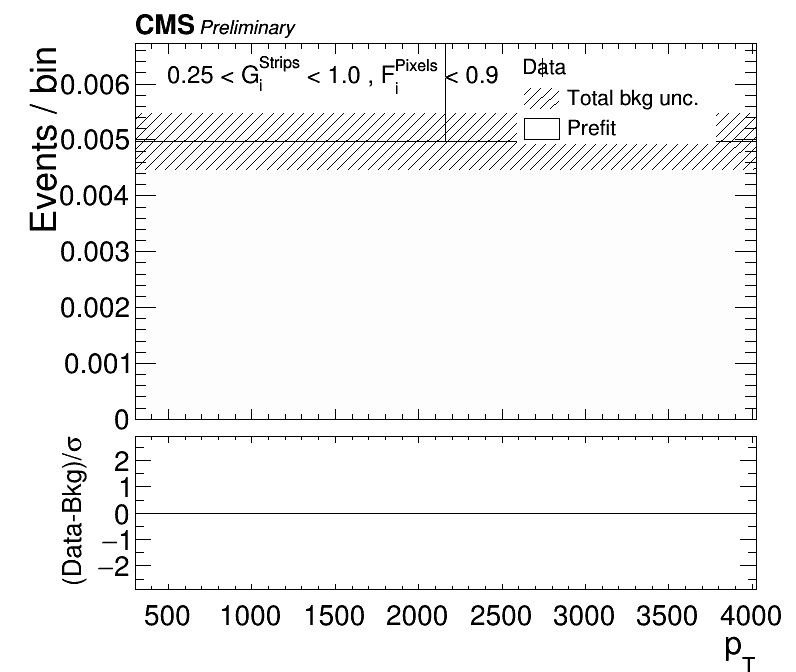 CMS Preliminary
0.25 < G_i^Strips < 1.0 , F_i^Pixels < 0.9
Data
Total bkg unc.
Prefit
Events / bin
0.006
0.005
0.004
0.003
0.002
0.001
0
(Data-Bkg)/σ
2
1
0
−1
−2
500 1000 1500 2000 2500 3000 3500 4000
p_T